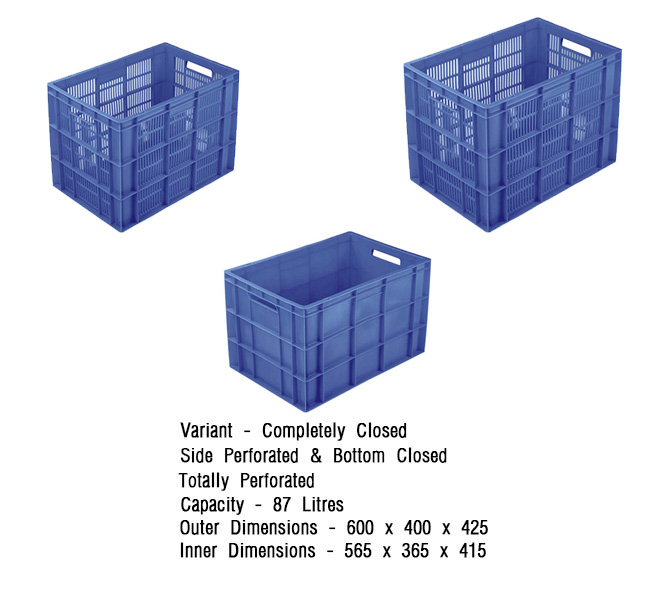 Variant - Completely Closed
Side Perforated & Bottom Closed
Totally Perforated
Capacity - 87 Litres
Outer Dimensions - 600 x 400 x 425
Inner Dimensions - 565 x 365 x 415